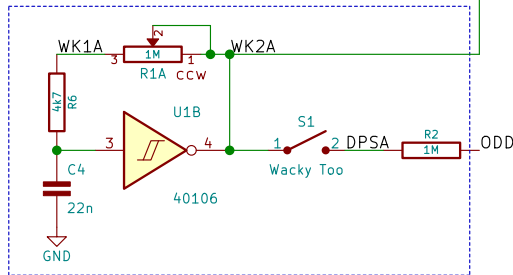 2
WK1A
WK2A
3
1M
1
R1A
CCW
4k7
R6
U1B
S1
3
4
1
2
DPSA
R2
1M
ODD
C4
22n
Wacky Too
40106
GND